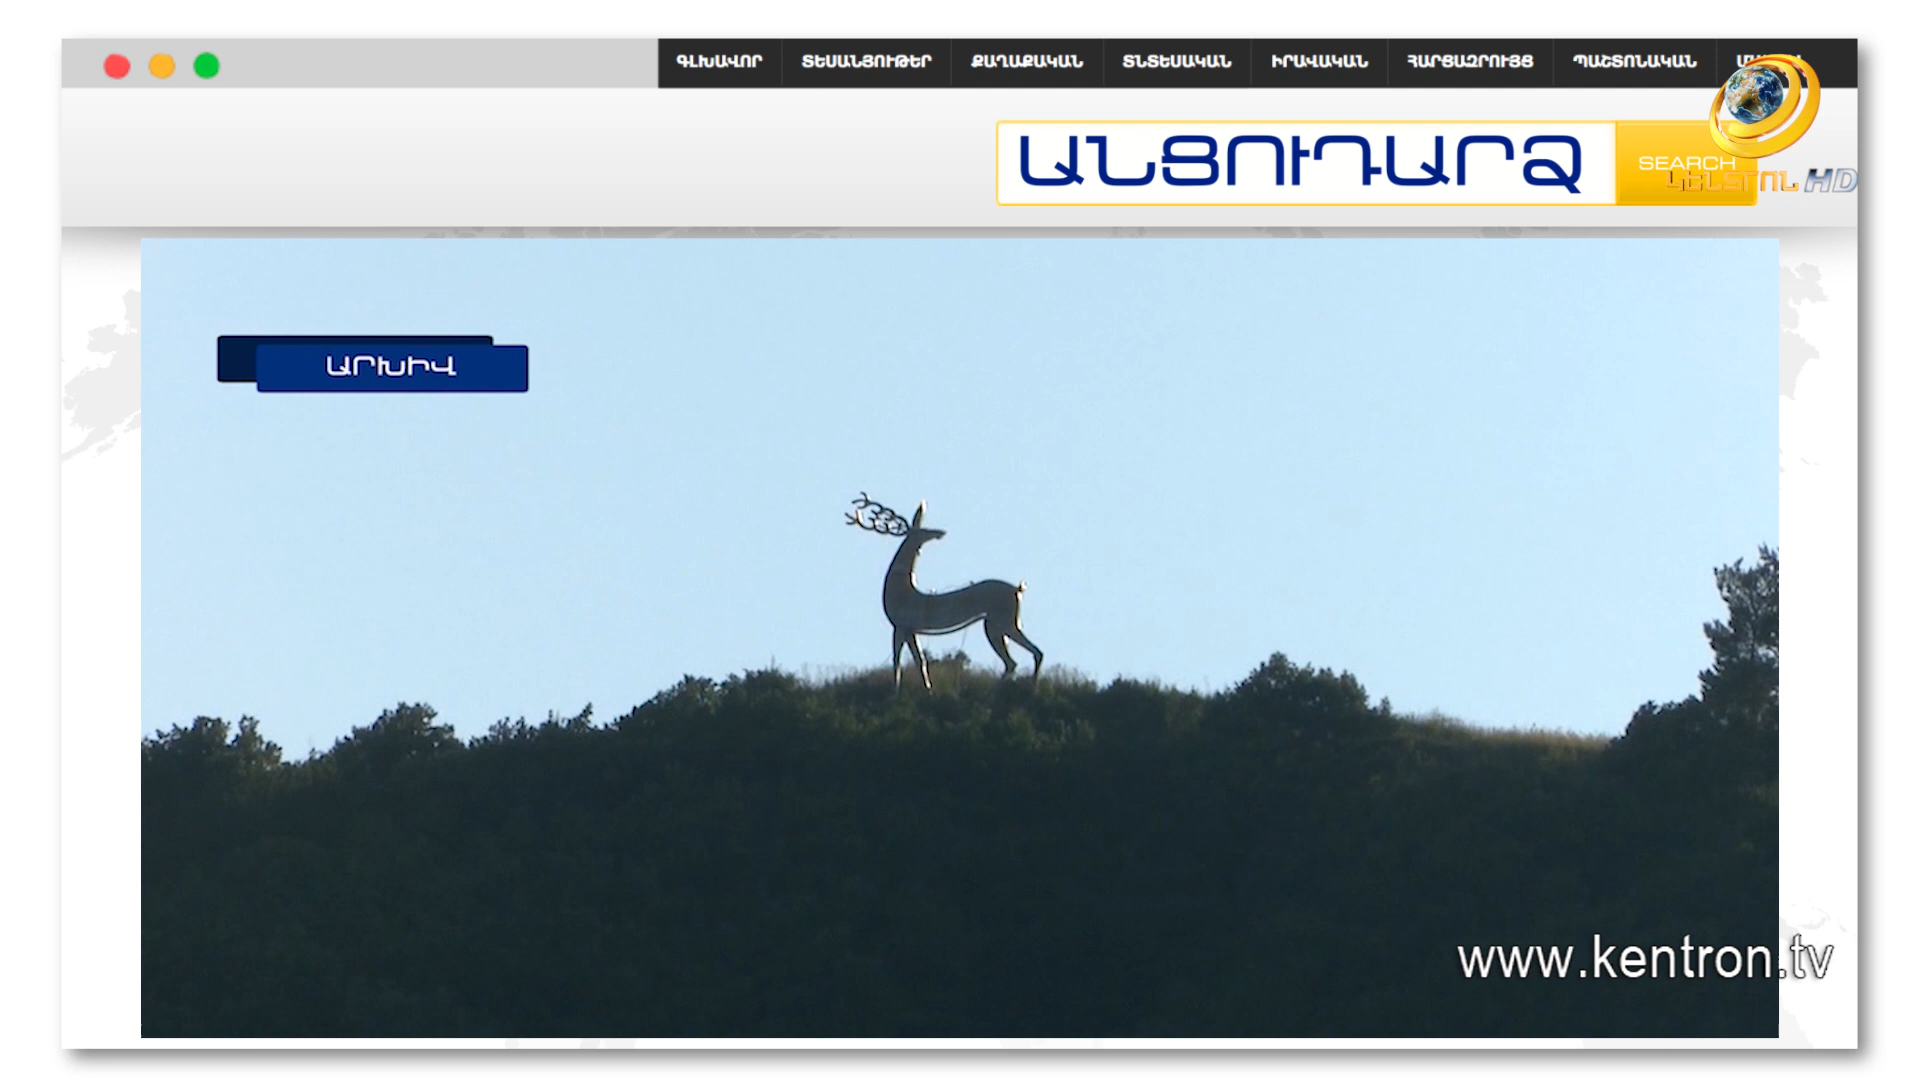 ԳԼԽԱՎՈՐ ՏԵՍԱՆՅՈՒԹԵՐ ՔԱՂԱՔԱԿԱՆ ՏՆՏԵՍԱԿԱՆ ԻՐԱՎԱԿԱՆ ՀԱՐՑԱԶՐՈՒՅՑ ՊԱՇՏՈՆԱԿԱՆ
ԱՆՑՈՒԴԱՐՁ
SEARCH
ԿԵՆՏՐՈՆ HD
ԱՐԽԻՎ
www.kentron.tv